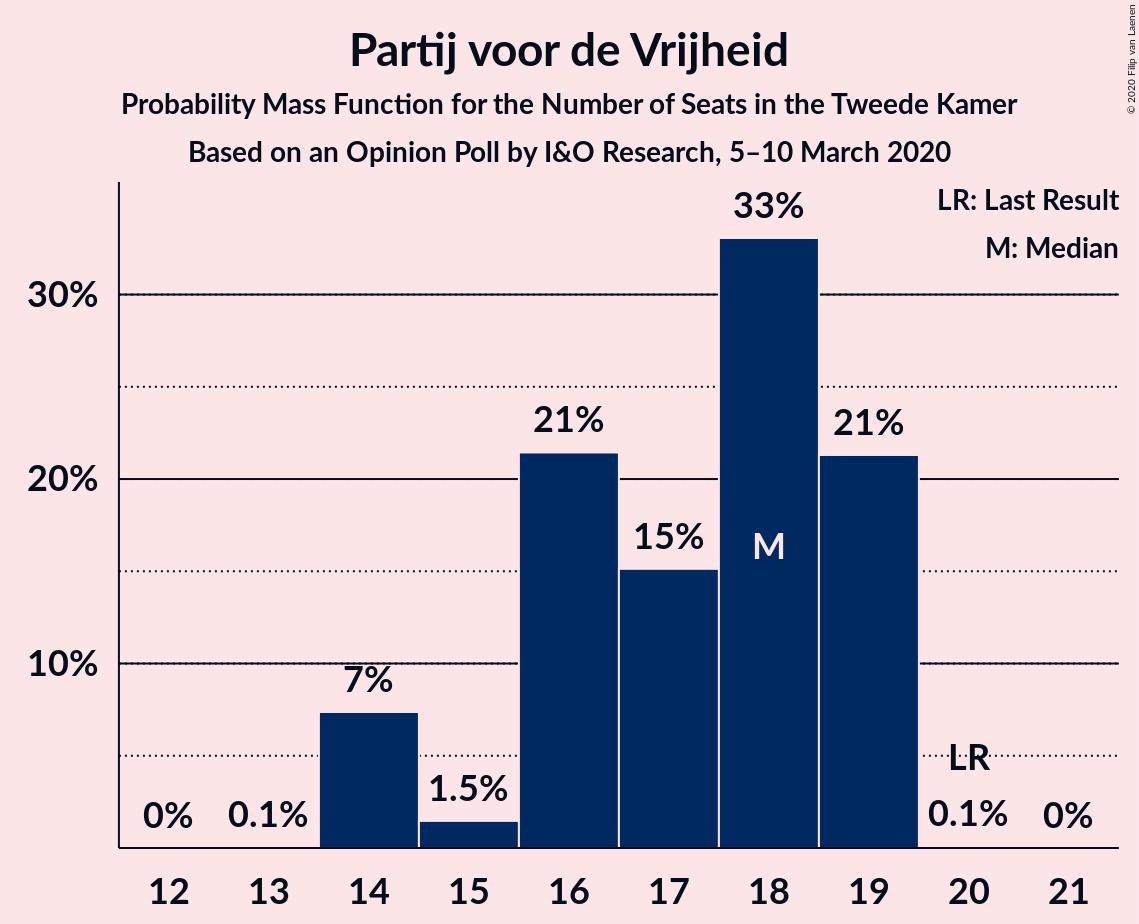 Partij voor de Vrijheid
Probability Mass Function for the Number of Seats in the Tweede Kamer
Based on an Opinion Poll by I&O Research, 5–10 March 2020
© 2020 Filip van Laenen
LR: Last Result
M: Median
30%
20%
10%
0%
0.1%
7%
1.5%
21%
15%
33%
M
21%
LR
0.1%
0%
12 13 14 15 16 17 18 19 20 21